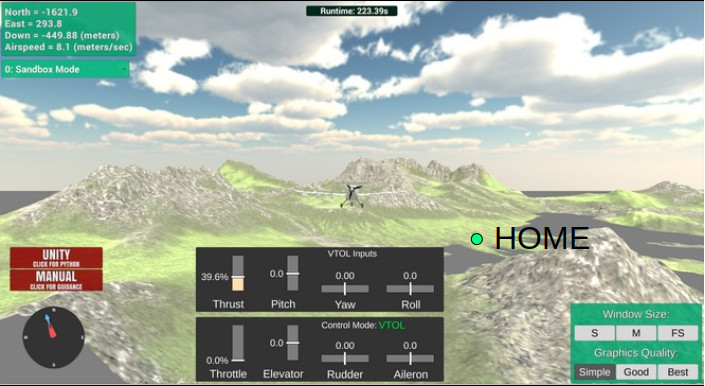 North = -1621.9
East = 293.8
Down = -449.88 (meters)
Airspeed = 8.1 (meters/sec)
Runtime: 223.39s
0: Sandbox Mode
HOME
UNITY
CLICK FOR PYTHON
MANUAL
CLICK FOR GUIDANCE
VTOL Inputs
39.6%
0.0
0.00
0.0
Thrust
Pitch
Yaw
Roll
Control Mode: VTOL
0.0%
0.0
0.00
0.00
Throttle
Elevator
Rudder
Aileron
Window Size:
S
M
FS
Graphics Quality:
Simple
Good
Best